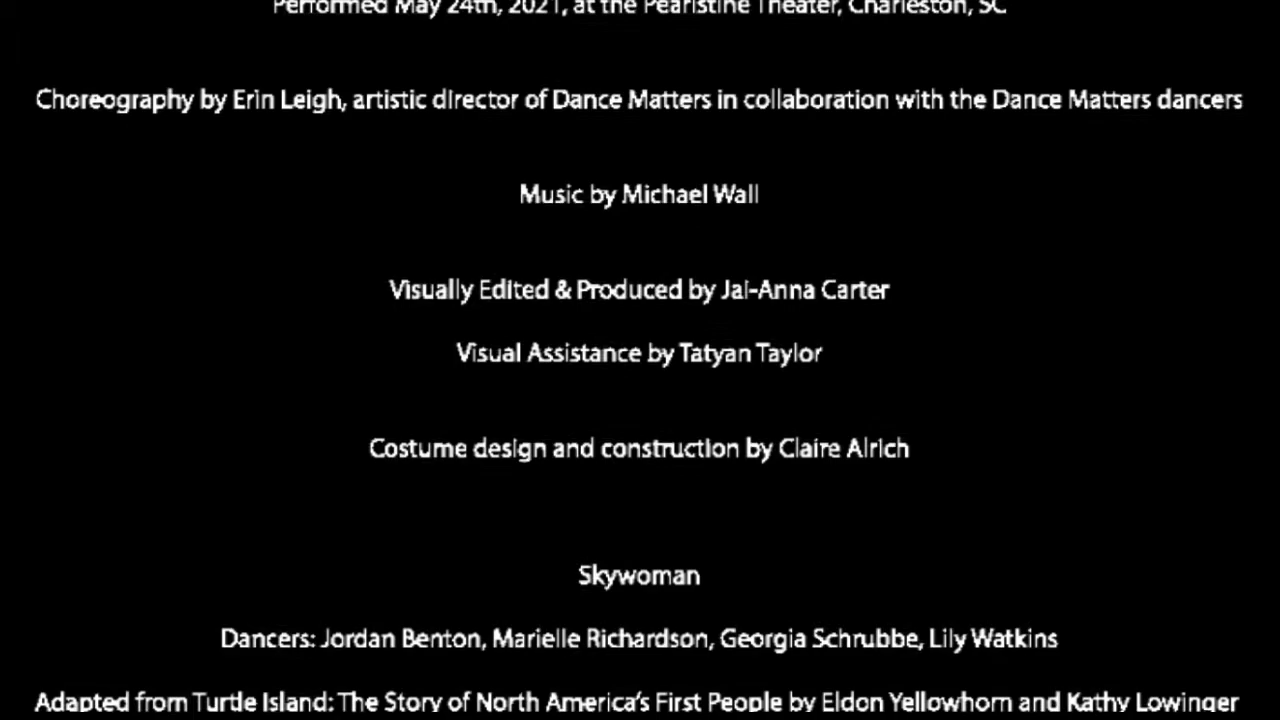 Performed May 24th, 2021, at the Pearlstine Theater, Charleston, SC
Choreography by Erin Leigh, artistic director of Dance Matters in collaboration with the Dance Matters dancers
Music by Michael Wall
Visually Edited & Produced by Jai-Anna Carter
Visual Assistance by Tatyan Taylor
Costume design and construction by Claire Alrich
Skywoman
Dancers: Jordan Benton, Marielle Richardson, Georgia Schrubbe, Lily Watkins
Adapted from Turtle Island: The Story of North America’s First People by Eldon Yellowhorn and Kathy Lowinger